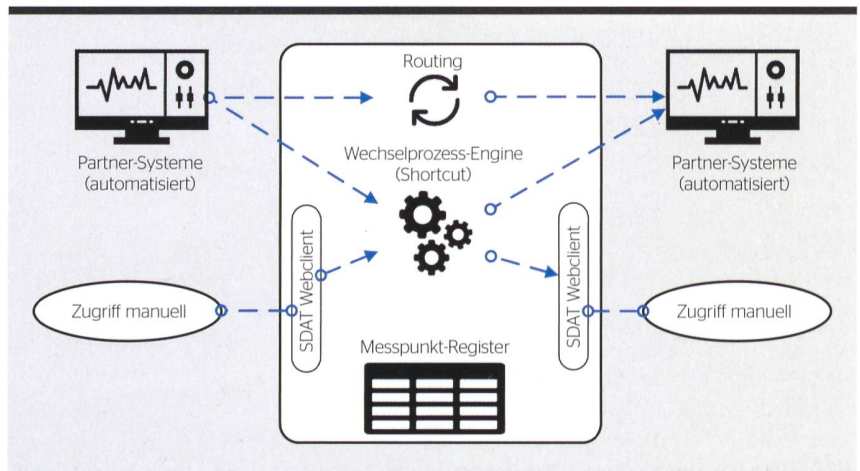 Routing
Partner-Systeme
(automatisiert)
Wechselprozess-Engine
(Shortcut)
Partner-Systeme
(automatisiert)
SDAT Webclient
SDAT Webclient
Zugriff manuell
Zugriff manuell
Messpunkt-Register